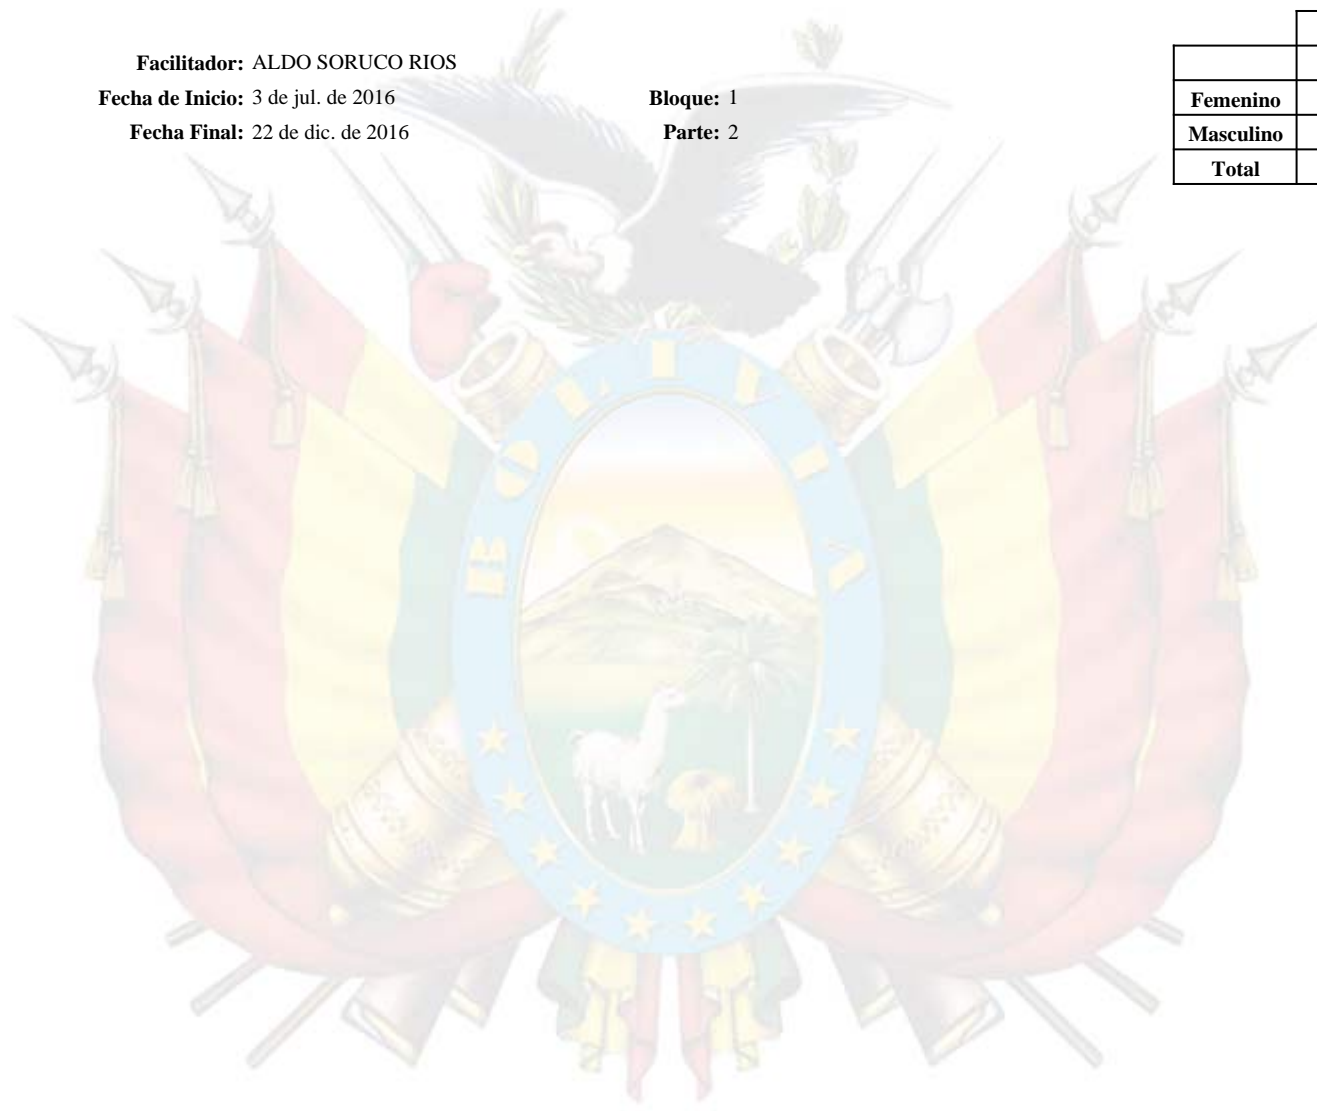 Facilitador: ALDO SORUCO RIOS
Fecha de Inicio: 3 de jul. de 2016 Bloque: 1
Fecha Final: 22 de dic. de 2016 Parte: 2
Femenino
Masculino
Total
BOLIVIA